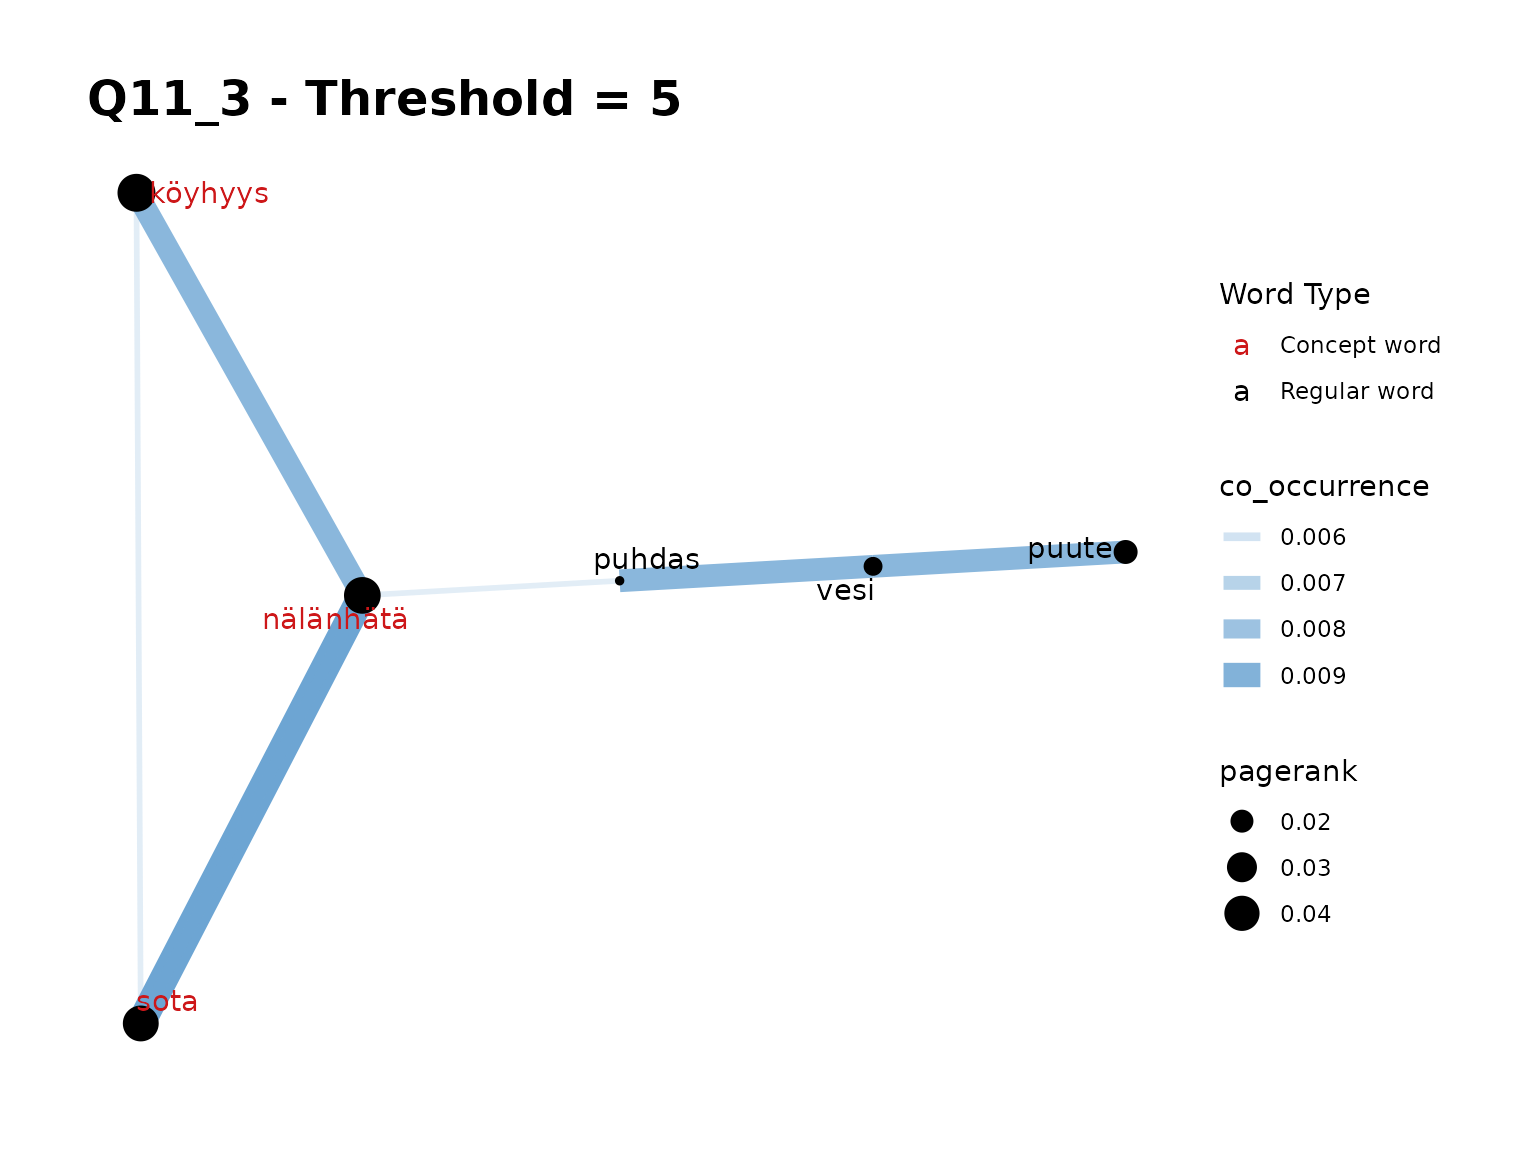 Q11_3 - Threshold = 5
köyhyys
nälänhätä
puhdas
vesi
puute
sota
Word Type
a Concept word
a Regular word
co_occurrence
0.006
0.007
0.008
0.009
pagerank
0.02
0.03
0.04